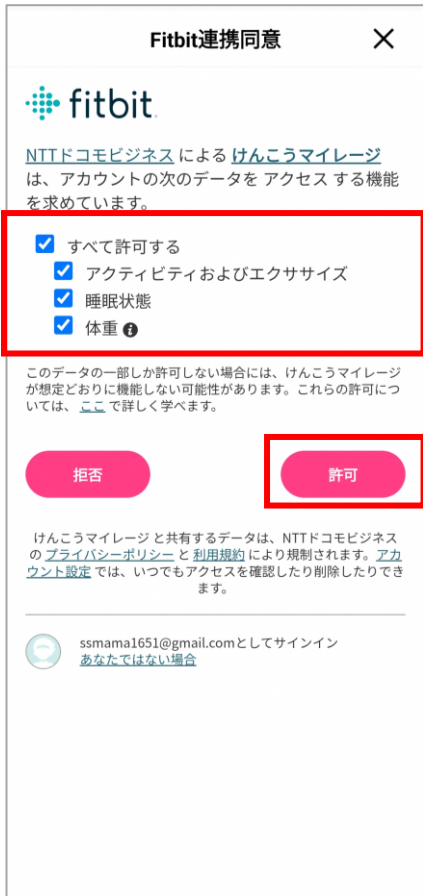 Fitbit連携同意
fitbit
NTTドコモビジネス による けんこうマイレージ
は、アカウントの次のデータを アクセス する機能
を求めています。
すべて許可する
アクティビティおよびエクササイズ
睡眠状態
体重
このデータの一部しか許可しない場合には、けんこうマイレージ
が想定どおりに機能しない可能性があります。これらの許可につ
いては、 ここ で詳しく学べます。
拒否
許可
けんこうマイレージ と共有するデータは、NTTドコモビジネス
の プライバシーポリシー と 利用規約 により規制されます。アカ
ウント設定 では、いつでもアクセスを確認したり削除したりでき
ます。
ssmama1651@gmail.comとしてサインイン
あなたではない場合